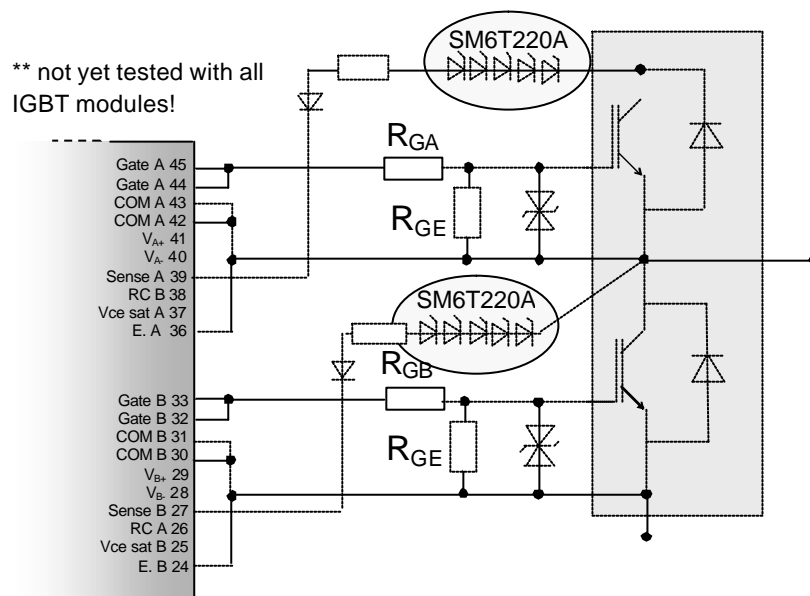 SM6T220A
** not yet tested with all
IGBT modules!
RGA
Gate A 45
Gate A 44
COM A 43
COM A 42
VA+ 41
VA- 40
Sense A 39
RC B 38
Vce sat A 37
E. A 36
RGE
SM6T220A
RGB
Gate B 33
Gate B 32
COM B 31
COM B 30
VB+ 29
VB- 28
Sense B 27
RC A 26
Vce sat B 25
E. B 24
RGE